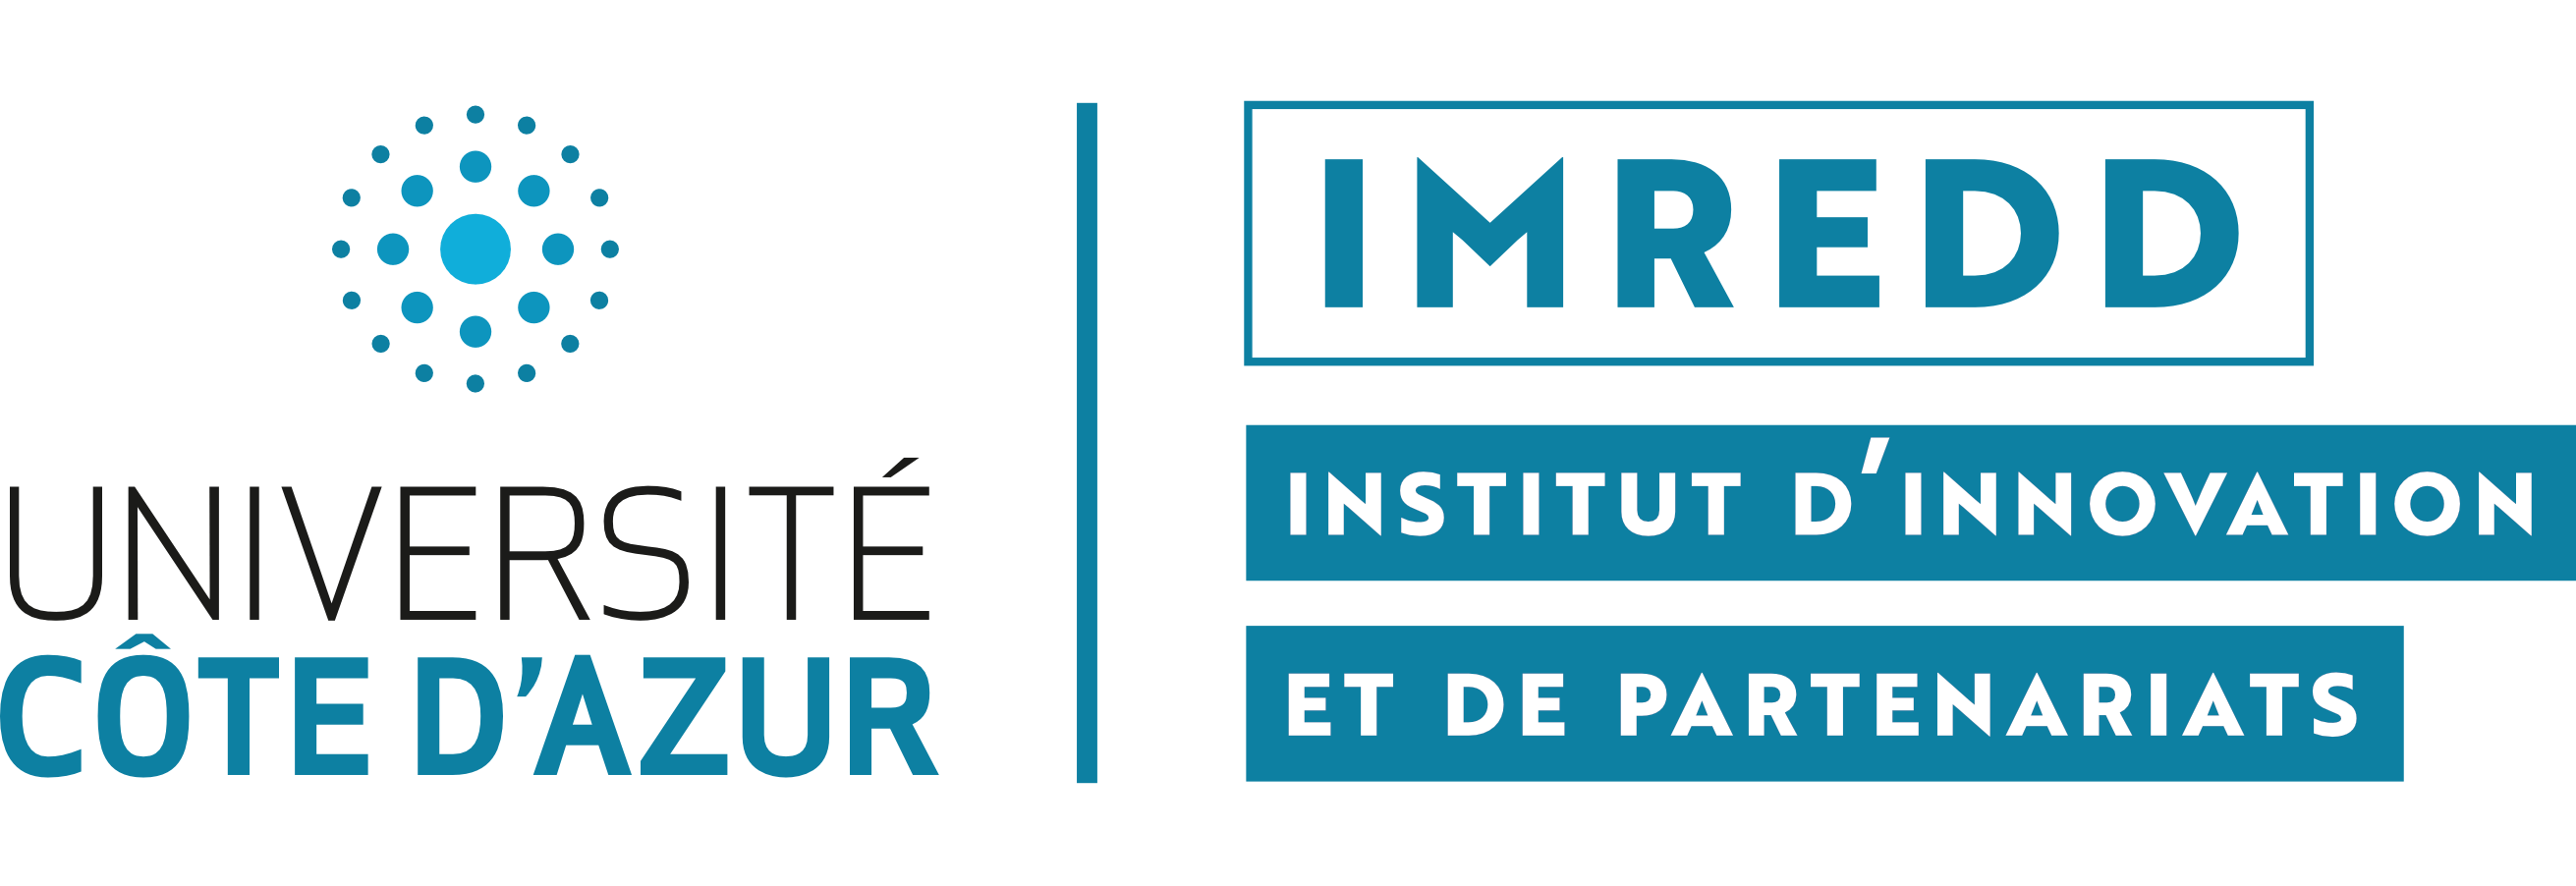 UNIVERSITÉ
CÔTE D'AZUR
IMREDD
INSTITUT D'INNOVATION
ET DE PARTENARIATS